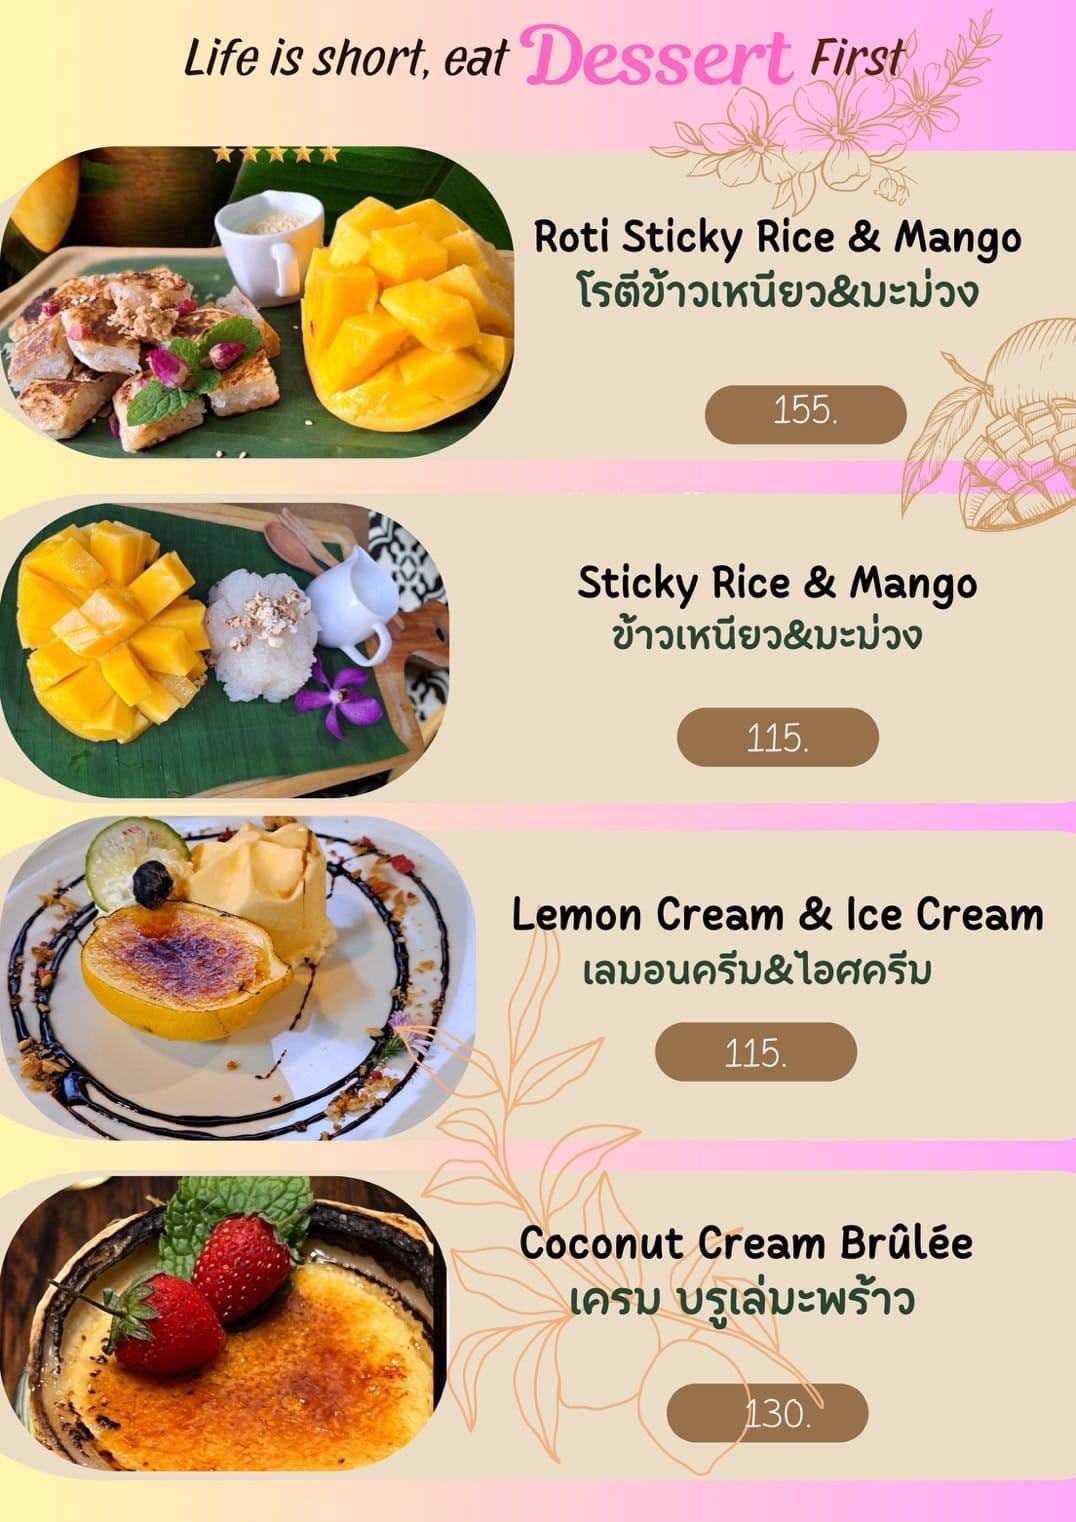 Life is short, eat Dessert First
Roti Sticky Rice & Mango
โรตีข้าวเหนียว&มะม่วง
155.
Sticky Rice & Mango
ข้าวเหนียว&มะม่วง
115.
Lemon Cream & Ice Cream
เลมอนครีม&ไอศครีม
115.
Coconut Cream Brûlée
เครม บรูเล่มะพร้าว
130.